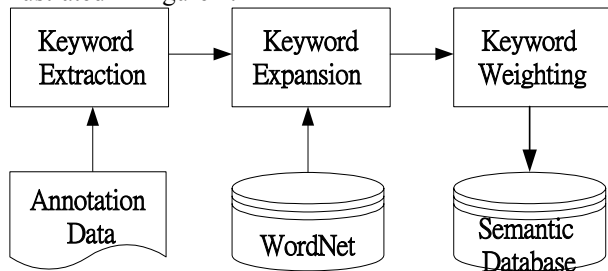 Keyword
Extraction
Keyword
Expansion
Keyword
Weighting
Annotation
Data
WordNet
Semantic
Database